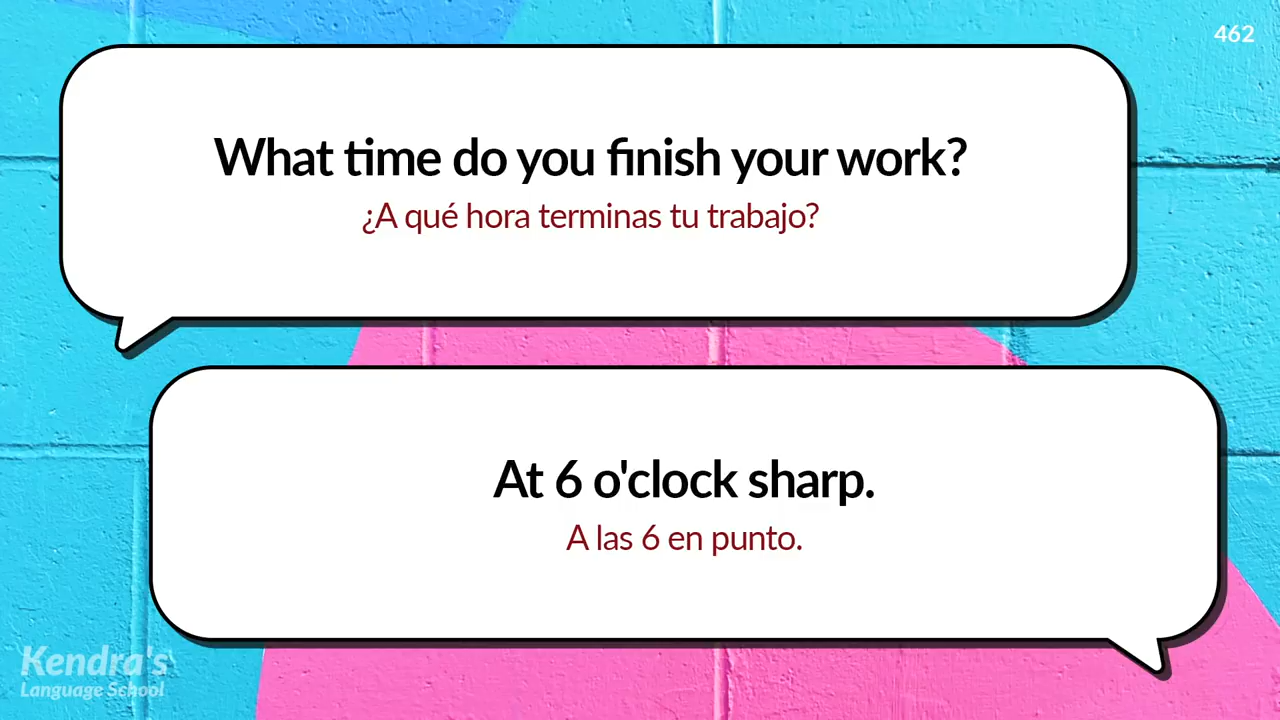 462
What time do you finish your work?
¿A qué hora terminas tu trabajo?
At 6 o'clock sharp.
A las 6 en punto.
Kendra's
Language School